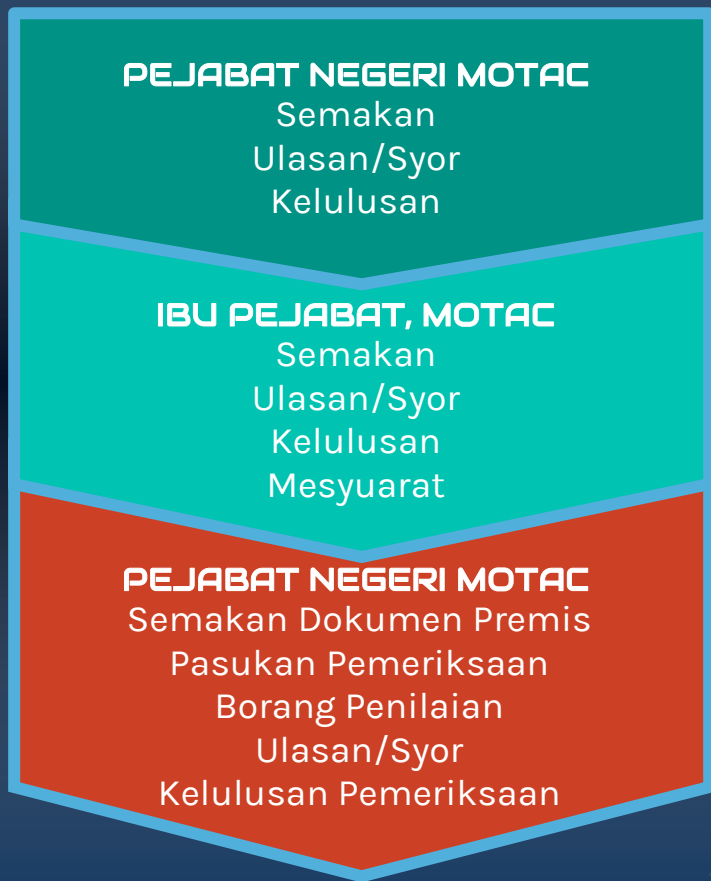 PEJABAT NEGERI MOTAC
Semakan
Ulasan/Syor
Kelulusan
IBU PEJABAT, MOTAC
Semakan
Ulasan/Syor
Kelulusan
Mesyuarat
PEJABAT NEGERI MOTAC
Semakan Dokumen Premis
Pasukan Pemeriksaan
Borang Penilaian
Ulasan/Syor
Kelulusan Pemeriksaan